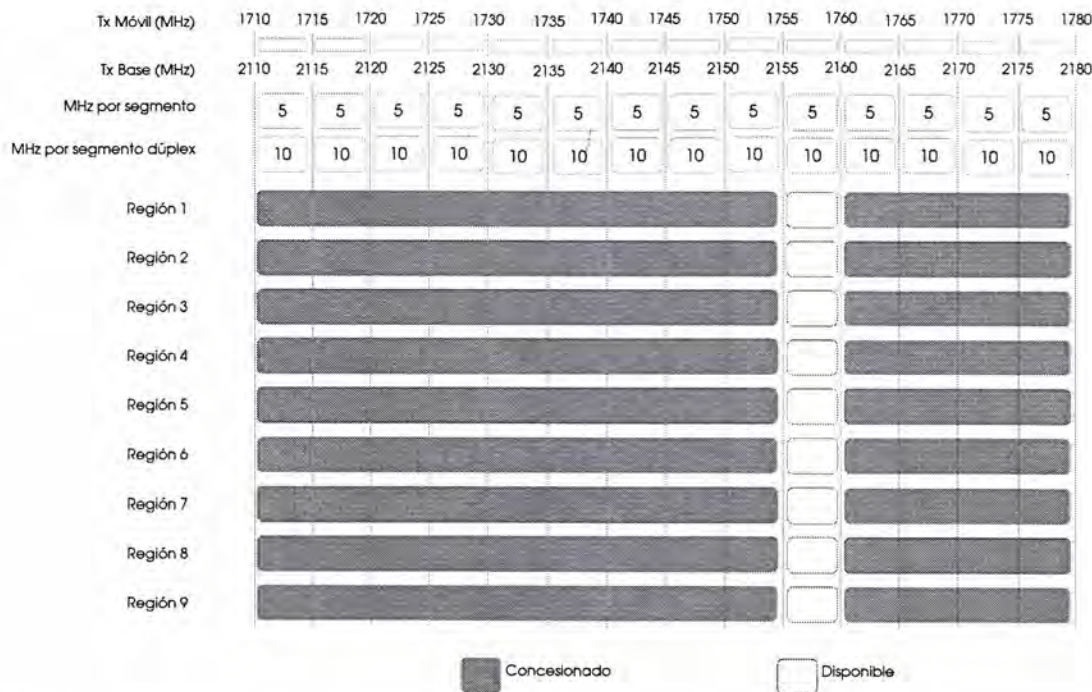 Tx Móvil (MHz) 1710 1715 1720 1725 1730 1735 1740 1745 1750 1755 1760 1765 1770 1775 1780
Tx Base (MHz) 2110 2115 2120 2125 2130 2135 2140 2145 2150 2155 2160 2165 2170 2175 2180
MHz por segmento 5 5 5 5 5 5 5 5 5 5 5 5 5 5
MHz por segmento dúplex 10 10 10 10 10 10 10 10 10 10 10 10 10 10
Región 1
Región 2
Región 3
Región 4
Región 5
Región 6
Región 7
Región 8
Región 9
Concesionado Disponible